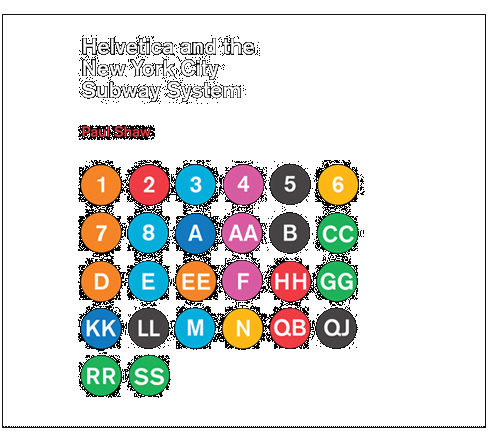 Helvetica and the
New York City
Subway System
Paul Shaw
1 2 3 4 5 6
7 8 A AA B CC
D E EE F HH GG
KK LL M N QB QJ
RR SS